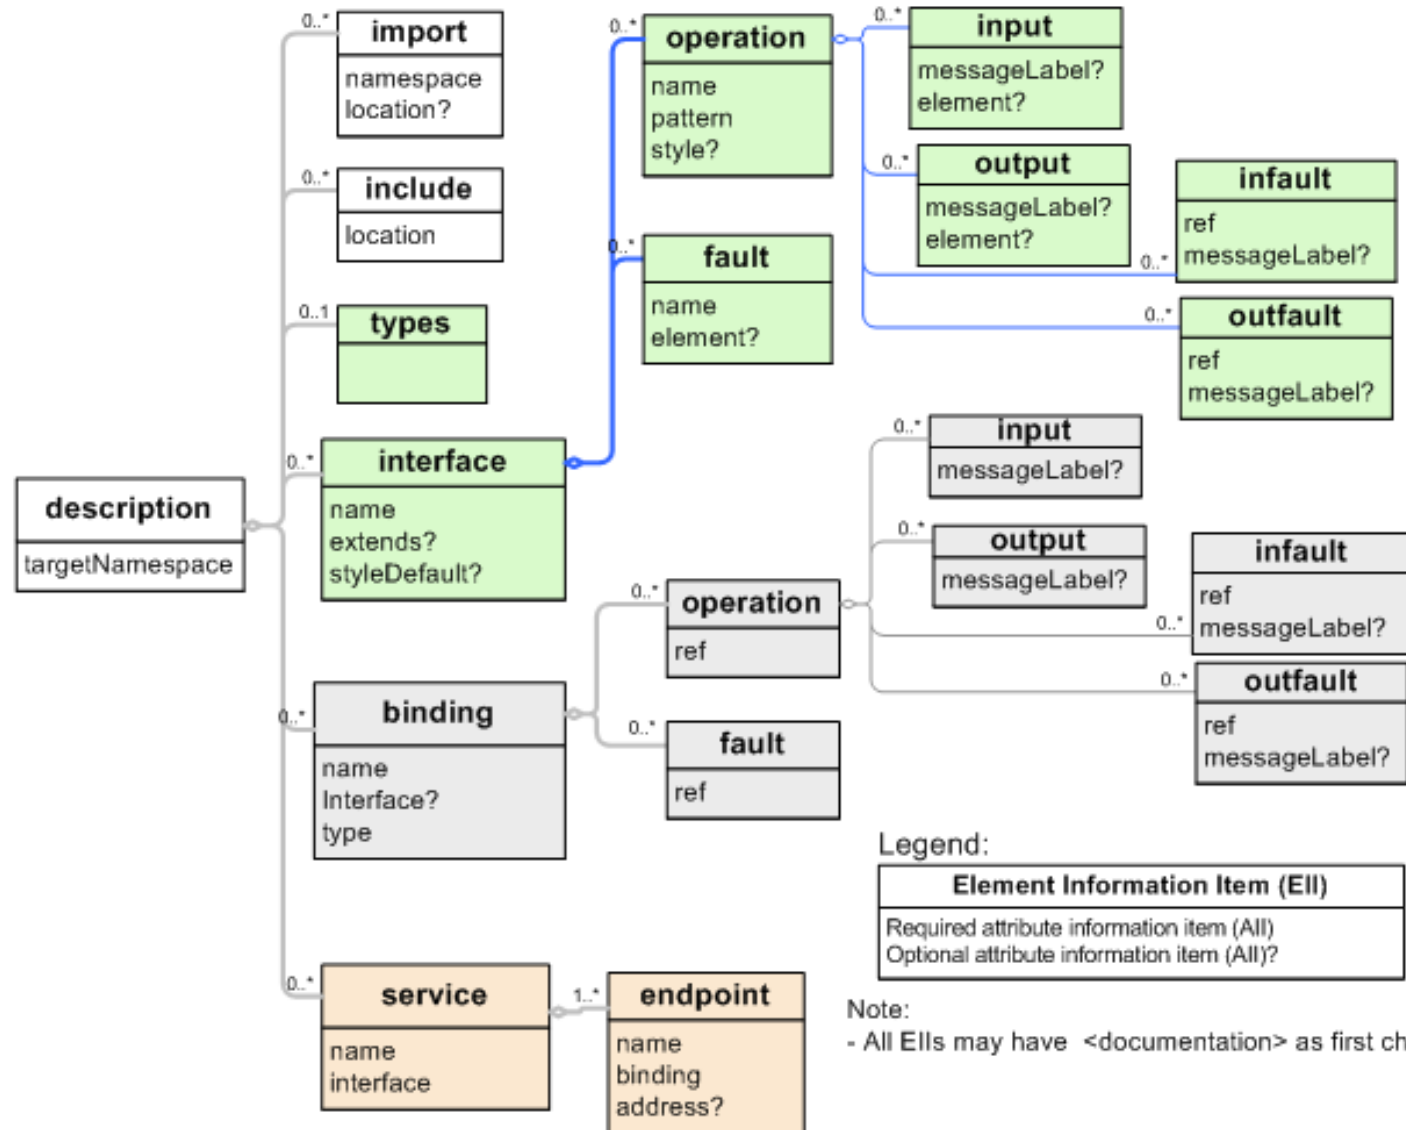 0..*
import
namespace
location?
0..*
include
location
0..1
types
0..*
interface
name
extends?
styleDefault?
description
targetNamespace
0..*
binding
name
Interface?
type
0..*
service
name
interface
1..*
endpoint
name
binding
address?
0..*
operation
name
pattern
style?
0..*
fault
name
element?
0..*
input
messageLabel?
element?
0..*
output
messageLabel?
element?
0..*
infault
ref
messageLabel?
0..*
outfault
ref
messageLabel?
0..*
operation
ref
0..*
fault
ref
0..*
input
messageLabel?
0..*
output
messageLabel?
0..*
infault
ref
messageLabel?
0..*
outfault
ref
messageLabel?
Legend:
Element Information Item (EII)
Required attribute information item (AII)
Optional attribute information item (AII)?
Note:
- All EIIs may have <documentation> as first ch